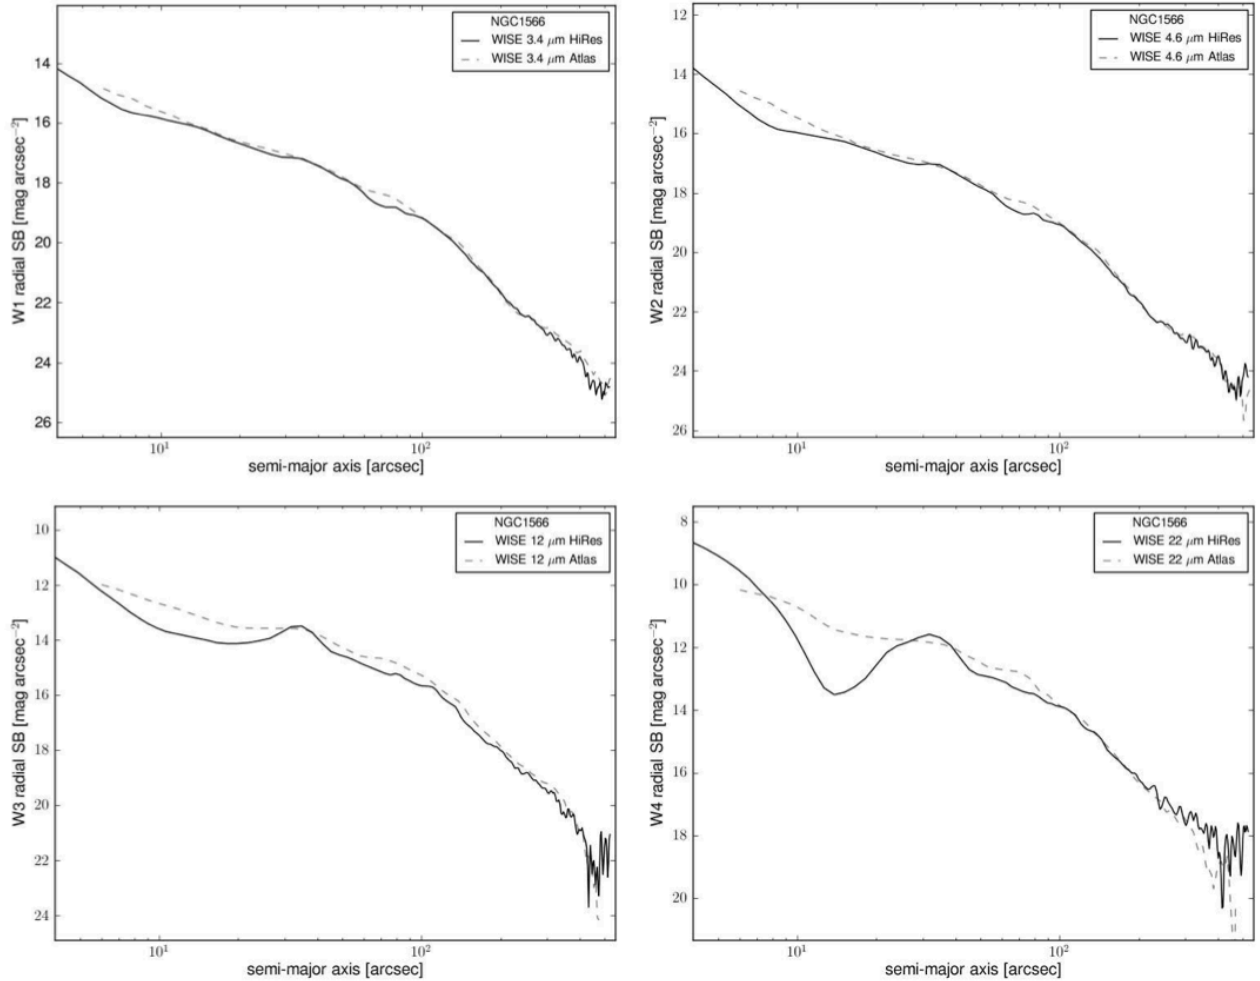 NGC1566
WISE 3.4 μm HiRes
WISE 3.4 μm Atlas
14
16
18
20
22
24
26
W1 radial SB [mag arcsec⁻²]
10¹
10²
semi-major axis [arcsec]
NGC1566
WISE 4.6 μm HiRes
WISE 4.6 μm Atlas
12
14
16
18
20
22
24
26
W2 radial SB [mag arcsec⁻²]
10¹
10²
semi-major axis [arcsec]
NGC1566
WISE 12 μm HiRes
WISE 12 μm Atlas
10
12
14
16
18
20
22
24
W3 radial SB [mag arcsec⁻²]
10¹
10²
semi-major axis [arcsec]
NGC1566
WISE 22 μm HiRes
WISE 22 μm Atlas
8
10
12
14
16
18
20
W4 radial SB [mag arcsec⁻²]
10¹
10²
semi-major axis [arcsec]